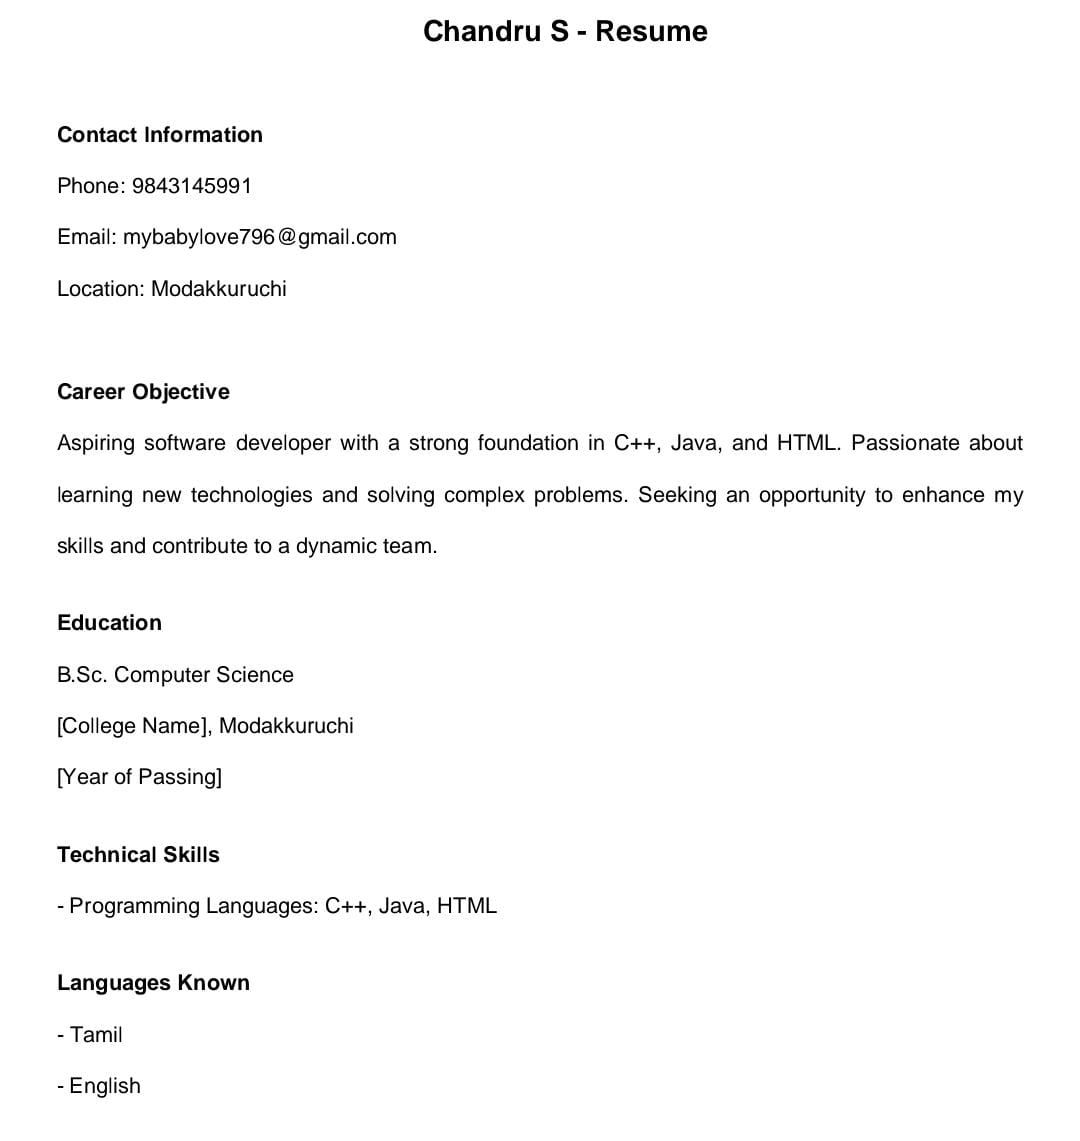 Chandru S - Resume
Contact Information
Phone: 9843145991
Email: mybabylove796@gmail.com
Location: Modakkuruchi
Career Objective
Aspiring software developer with a strong foundation in C++, Java, and HTML. Passionate about
learning new technologies and solving complex problems. Seeking an opportunity to enhance my
skills and contribute to a dynamic team.
Education
B.Sc. Computer Science
[College Name], Modakkuruchi
[Year of Passing]
Technical Skills
- Programming Languages: C++, Java, HTML
Languages Known
- Tamil
- English